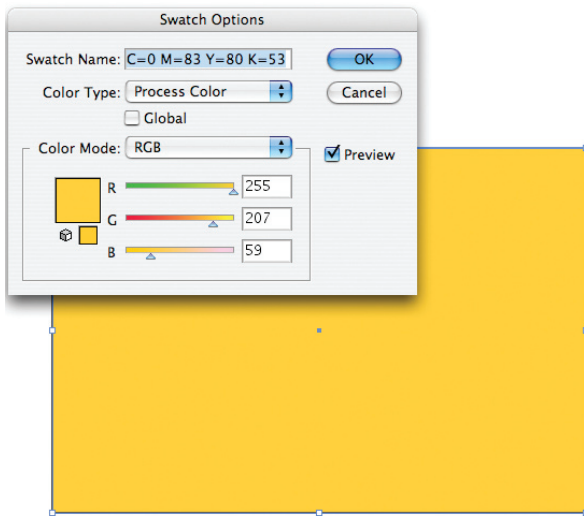 Swatch Options
Swatch Name: C=0 M=83 Y=80 K=53 OK
Color Type: Process Color Cancel
Global
Color Mode: RGB Preview
R 255
G 207
B 59